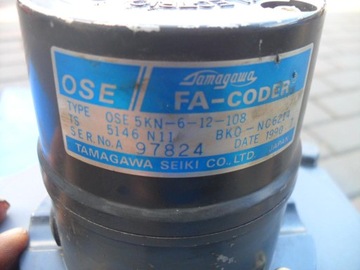 OSE
Tamagawa
FA-CODER
TYPE OSE 5KN-6-12-108
TS 5146 N11 BKO-NC6214
SER.No.A 97824 DATE 1990
TAMAGAWA SEIKI CO., LTD JAPAN